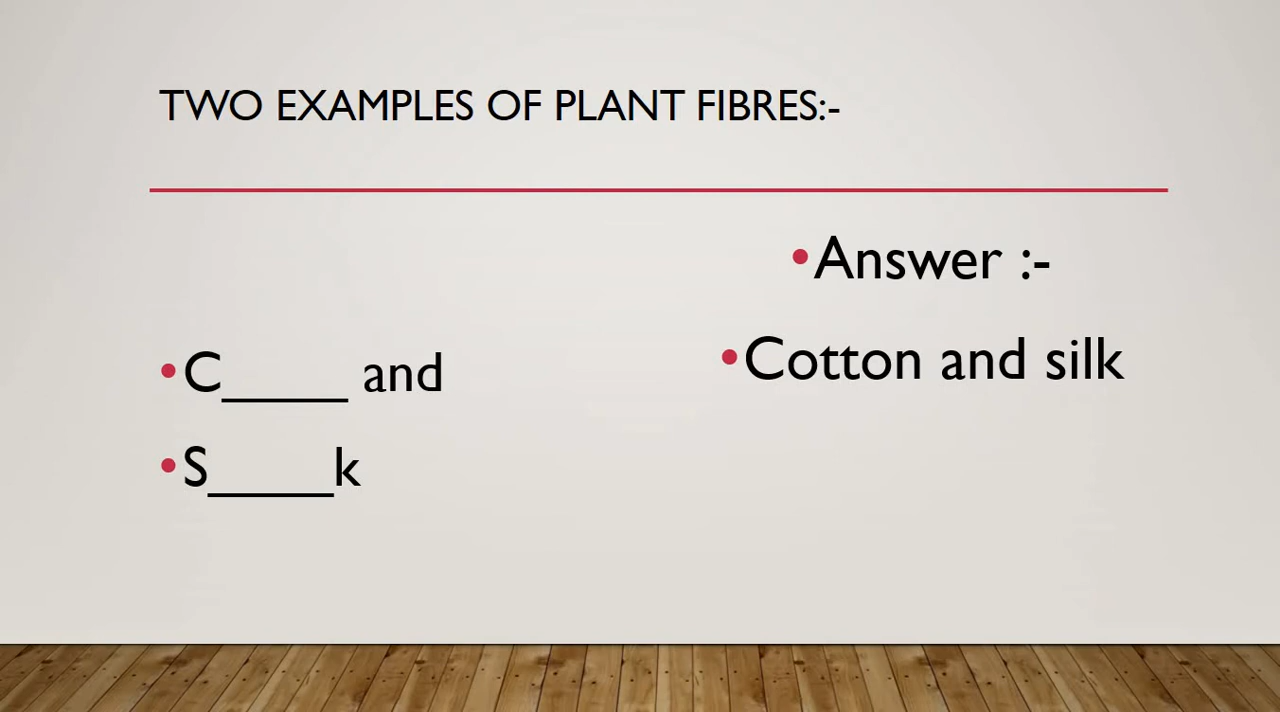 TWO EXAMPLES OF PLANT FIBRES:-
•C_____ and
•S_____k
•Answer :-
•Cotton and silk